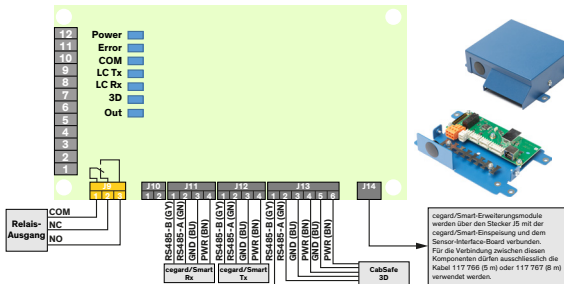 12
11
10
9
8
7
6
5
4
3
2
1
Power
Error
COM
LC Tx
LC Rx
3D
Out
J9
1 2 3
J10
1 2
J11
1 2 3 4
J12
1 2 3 4
J13
1 2 3 4 5 6
J14
Relais-
Ausgang
COM
NC
NO
RS485-B (GY)
RS485-A (GN)
GND (BU)
PWR (BN)
RS485-B (GY)
RS485-A (GN)
GND (BU)
PWR (BN)
RS485-B (GY)
RS485-A (GN)
GND (BU)
PWR (BN)
cegard/Smart
Rx
cegard/Smart
Tx
CabSafe
3D
cegard/Smart-Erweiterungsmodule
werden über den Stecker J5 mit der
cegard/Smart-Einspeisung und dem
Sensor-Interface-Board verbunden.
Für die Verbindung zwischen diesen
Komponenten dürfen ausschliesslich die
Kabel 117 766 (5 m) oder 117 767 (8 m)
verwendet werden.